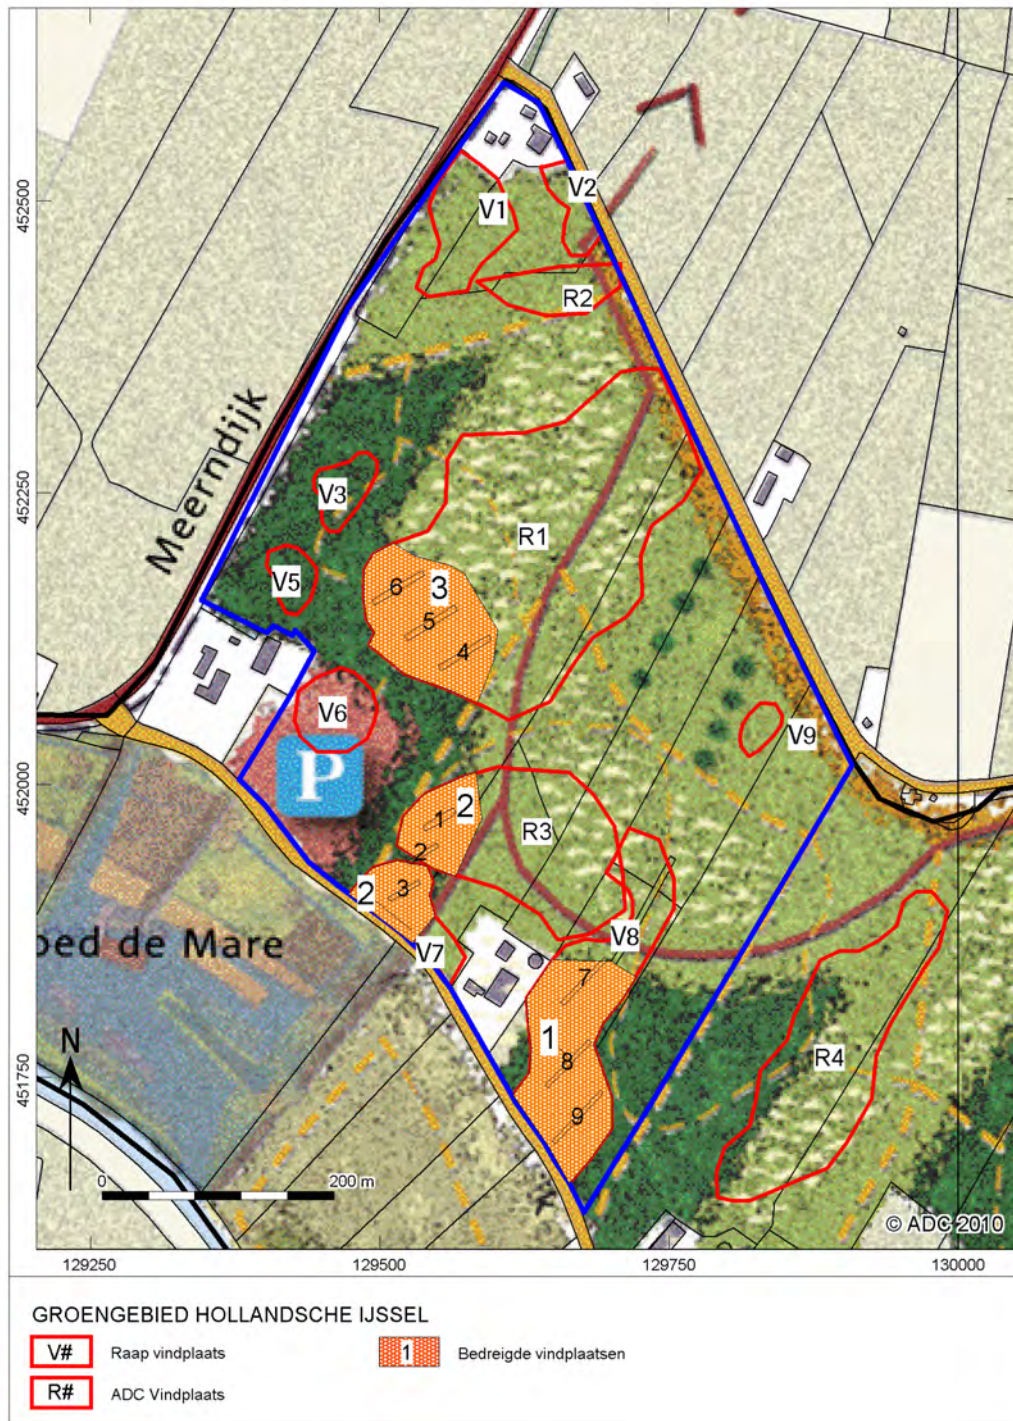 452500
452250
452000
451750
V1
V2
R2
Meerndijk
V3
R1
V5
6
3
5
4
V6
V9
P
1
2
R3
2
2
3
V8
V7
oed de Mare
7
1
N
8
R4
9
0 200 m
© ADC 2010
129250 129500 129750 130000
GROENGEBIED HOLLANDSCHE IJSSEL
V# Raap vindplaats 1 Bedreigde vindplaatsen
R# ADC Vindplaats